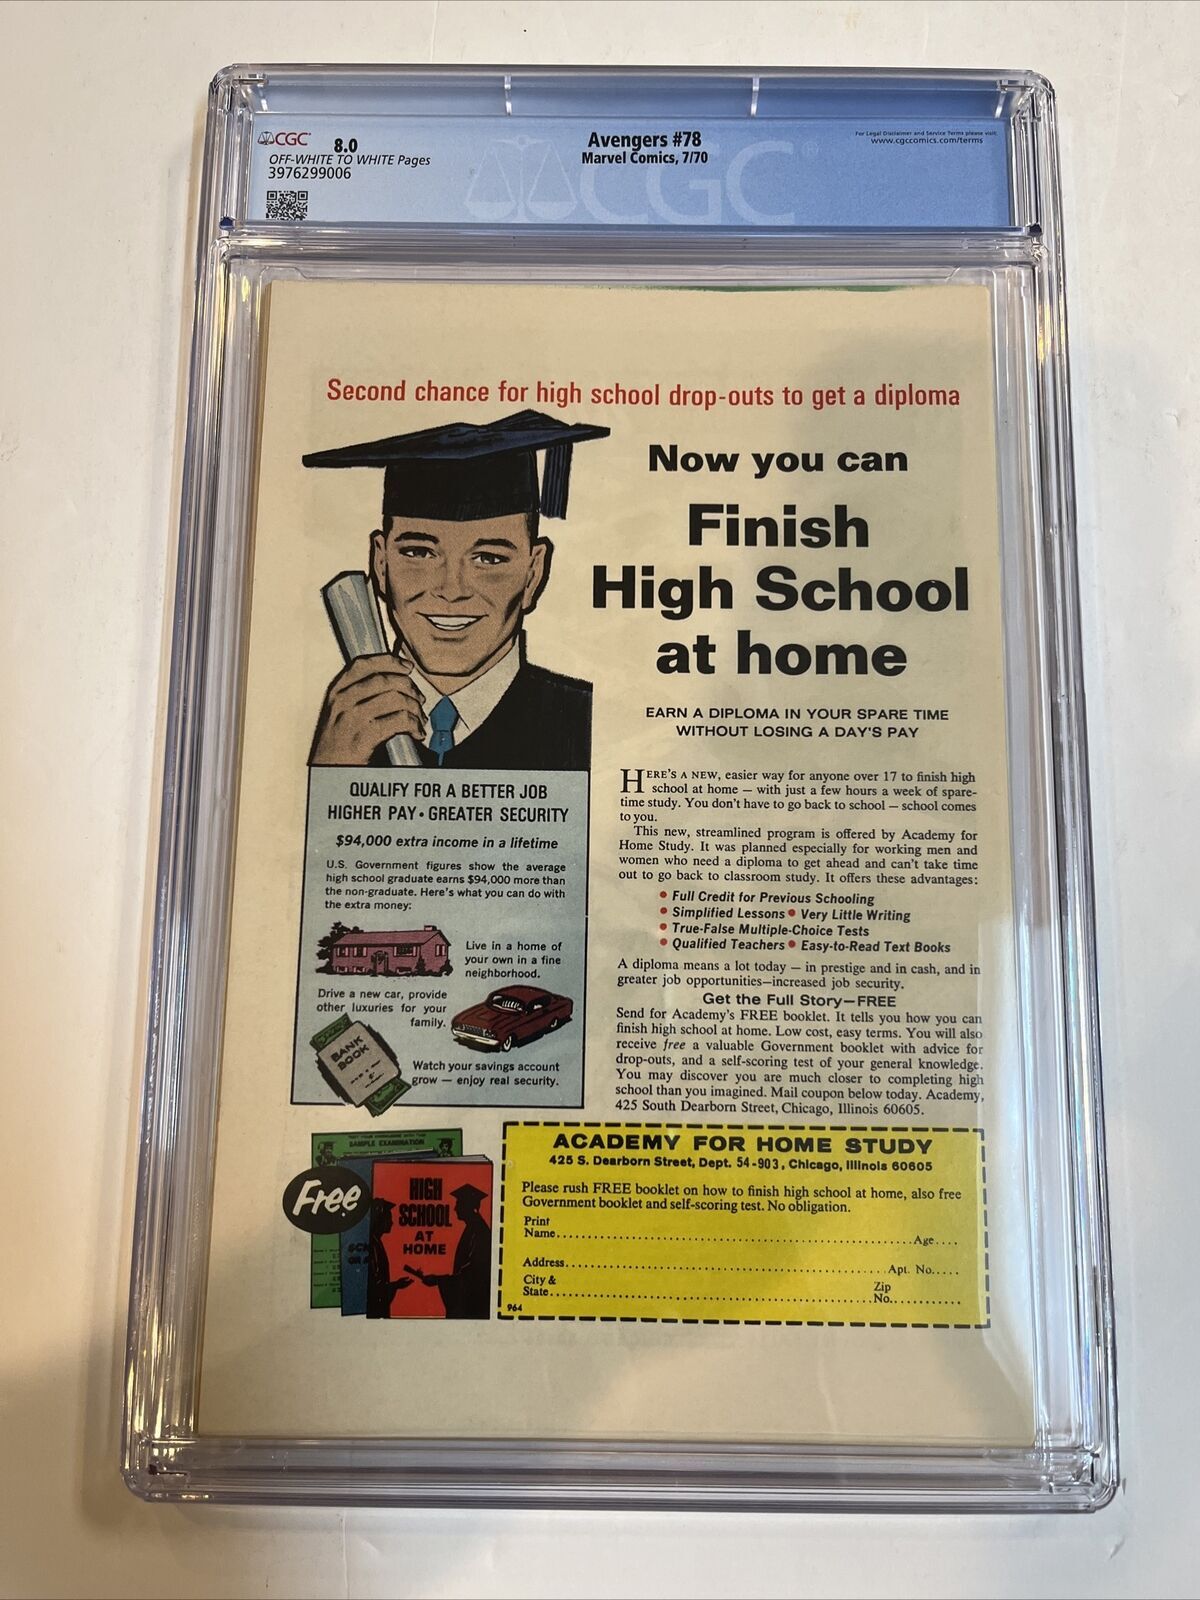 CGC 8.0
OFF-WHITE TO WHITE Pages
3976299006
Avengers #78
Marvel Comics, 7/70
For Legal Disclaimer and Service Terms please visit:
www.cgccomics.com/terms
CGC
Second chance for high school drop-outs to get a diploma
Now you can
Finish
High School
at home
EARN A DIPLOMA IN YOUR SPARE TIME
WITHOUT LOSING A DAY'S PAY
QUALIFY FOR A BETTER JOB
HIGHER PAY • GREATER SECURITY
$94,000 extra income in a lifetime
U.S. Government figures show the average
high school graduate earns $94,000 more than
the non-graduate. Here's what you can do with
the extra money:
Live in a home of
your own in a fine
neighborhood.
Drive a new car, provide
other luxuries for your
family.
BANK
BOOK
Watch your savings account
grow — enjoy real security.
HERE'S A NEW, easier way for anyone over 17 to finish high
school at home — with just a few hours a week of spare-
time study. You don't have to go back to school — school comes
to you.
This new, streamlined program is offered by Academy for
Home Study. It was planned especially for working men and
women who need a diploma to get ahead and can't take time
out to go back to classroom study. It offers these advantages:
• Full Credit for Previous Schooling
• Simplified Lessons • Very Little Writing
• True-False Multiple-Choice Tests
• Qualified Teachers • Easy-to-Read Text Books
A diploma means a lot today — in prestige and in cash, and in
greater job opportunities—increased job security.
Get the Full Story—FREE
Send for Academy's FREE booklet. It tells you how you can
finish high school at home. Low cost, easy terms. You will also
receive free a valuable Government booklet with advice for
drop-outs, and a self-scoring test of your general knowledge.
You may discover you are much closer to completing high
school than you imagined. Mail coupon below today. Academy,
425 South Dearborn Street, Chicago, Illinois 60605.
SAMPLE EXAMINATION
Free
HIGH
SCHOOL
AT
HOME
ACADEMY FOR HOME STUDY
425 S. Dearborn Street, Dept. 54-903, Chicago, Illinois 60605
Please rush FREE booklet on how to finish high school at home, also free
Government booklet and self-scoring test. No obligation.
Print
Name....Age....
Address....Apt. No.....
City &
State....
Zip
No....
964